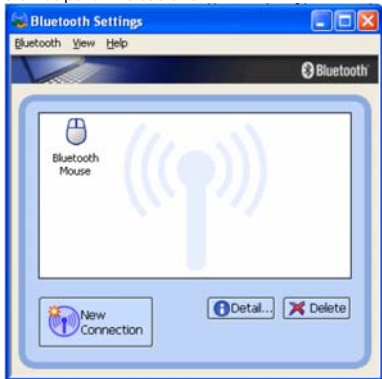 Bluetooth Settings
Bluetooth View Help
Bluetooth
Bluetooth
Mouse
New
Connection
Detail...
Delete